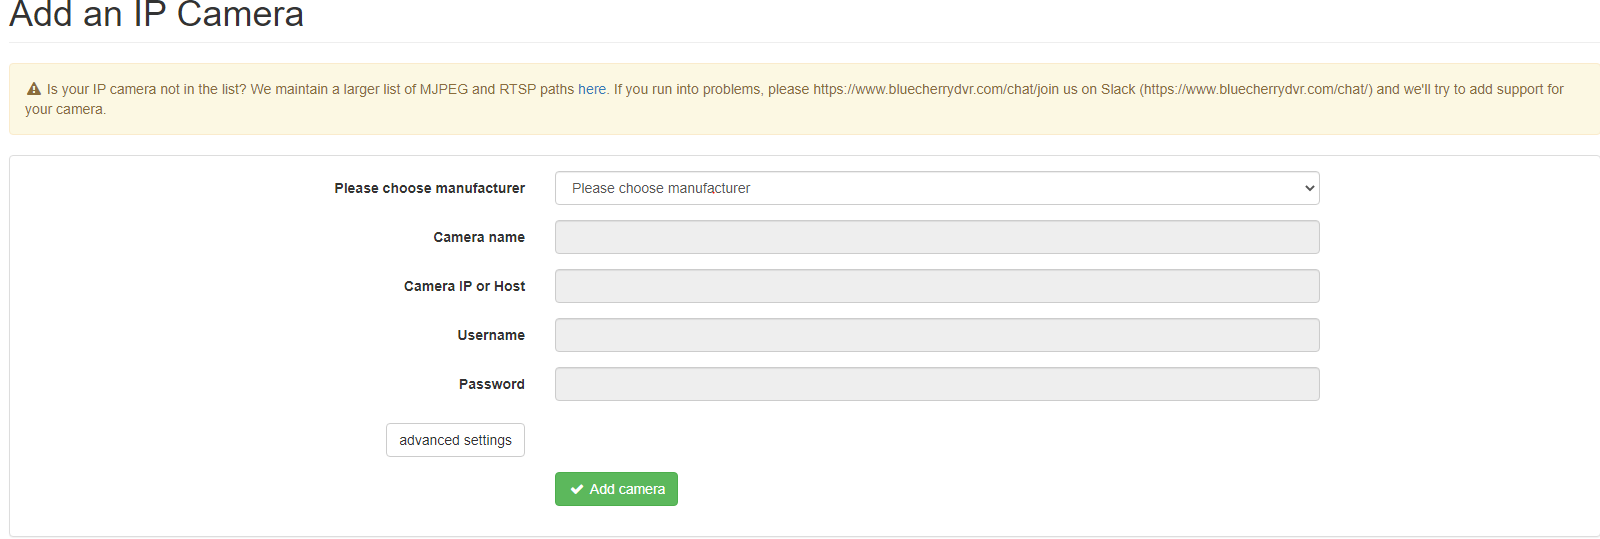 Add an IP Camera
Is your IP camera not in the list? We maintain a larger list of MJPEG and RTSP paths here. If you run into problems, please https://www.bluecherrydvr.com/chat/join us on Slack (https://www.bluecherrydvr.com/chat/) and we'll try to add support for
your camera.
Please choose manufacturer Please choose manufacturer
Camera name
Camera IP or Host
Username
Password
advanced settings
Add camera